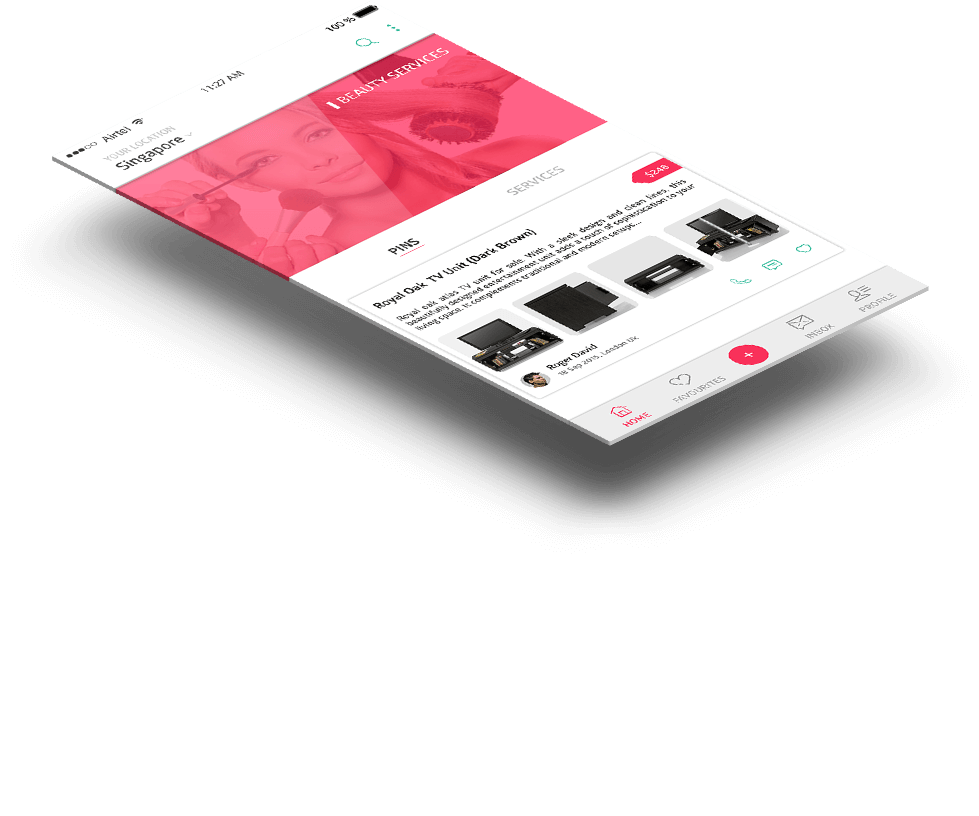 100 %
11:27 AM
Airtel
YOUR LOCATION
Singapore
BEAUTY SERVICES
PINS
SERVICES
$248
Royal Oak TV Unit (Dark Brown)
Royal oak atlas TV unit for sale. With a sleek design and clean lines, this
beautifully designed entertainment unit adds a touch of sophistication to your
living space. It complements traditional and modern setups...
Roger David
18 Sep 2015, London UK
HOME
FAVOURITES
INBOX
PROFILE